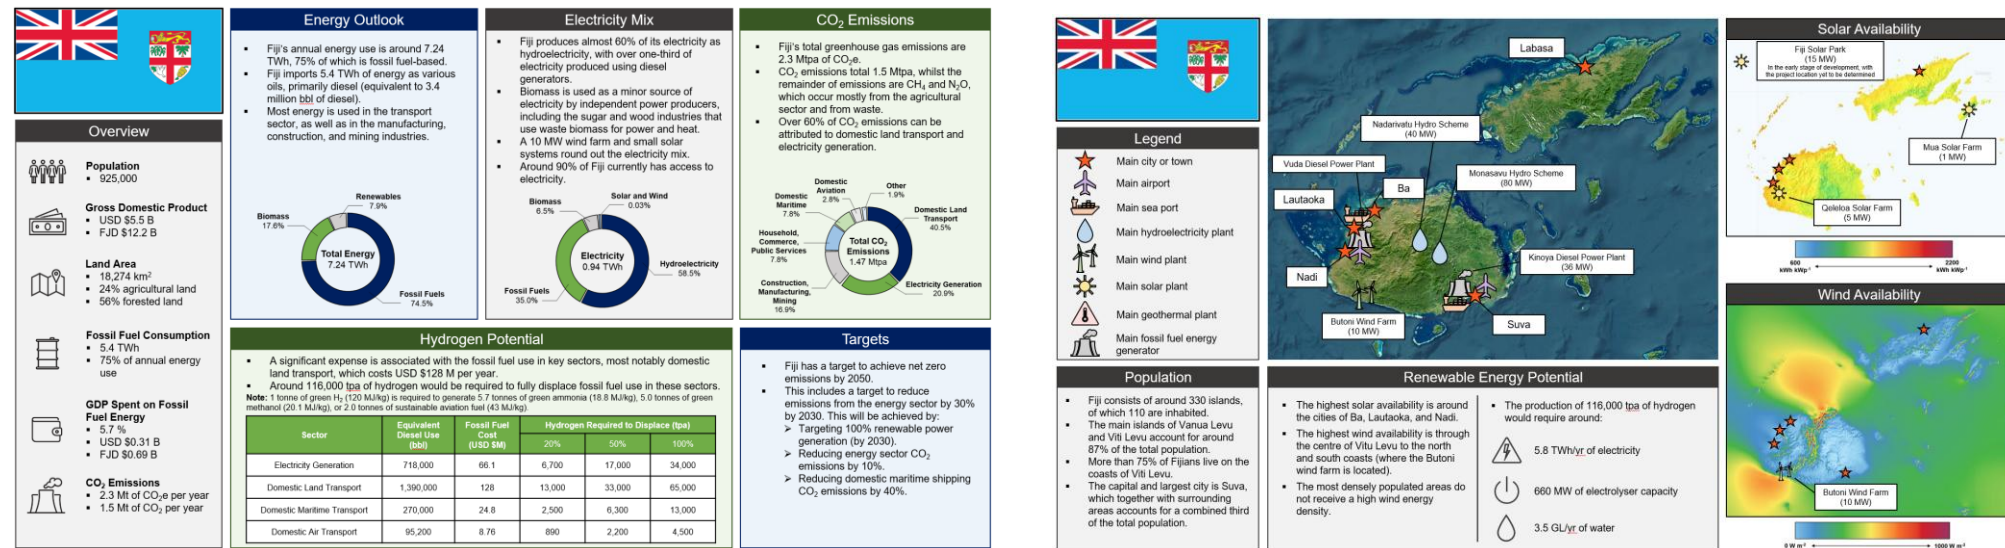 Overview
Population
▪ 925,000
Gross Domestic Product
▪ USD $5.5 B
▪ FJD $12.2 B
Land Area
▪ 18,274 km²
▪ 24% agricultural land
▪ 56% forested land
Fossil Fuel Consumption
▪ 5.4 TWh
▪ 75% of annual energy
use
GDP Spent on Fossil
Fuel Energy
▪ 5.7 %
▪ USD $0.31 B
▪ FJD $0.69 B
CO₂ Emissions
▪ 2.3 Mt of CO₂e per year
▪ 1.5 Mt of CO₂ per year
Energy Outlook
▪ Fiji's annual energy use is around 7.24
TWh, 75% of which is fossil fuel-based.
▪ Fiji imports 5.4 TWh of energy as various
oils, primarily diesel (equivalent to 3.4
million bbl of diesel).
▪ Most energy is used in the transport
sector, as well as in the manufacturing,
construction, and mining industries.
Renewables
7.9%
Biomass
17.6%
Total Energy
7.24 TWh
Fossil Fuels
74.5%
Electricity Mix
▪ Fiji produces almost 60% of its electricity as
hydroelectricity, with over one-third of
electricity produced using diesel
generators.
▪ Biomass is used as a minor source of
electricity by independent power producers,
including the sugar and wood industries that
use waste biomass for power and heat.
▪ A 10 MW wind farm and small solar
systems round out the electricity mix.
▪ Around 90% of Fiji currently has access to
electricity.
Biomass
6.5%
Solar and Wind
0.03%
Electricity
0.94 TWh
Hydroelectricity
58.5%
Fossil Fuels
35.0%
CO₂ Emissions
▪ Fiji's total greenhouse gas emissions are
2.3 Mtpa of CO₂e.
▪ CO₂ emissions total 1.5 Mtpa, whilst the
remainder of emissions are CH₄ and N₂O,
which occur mostly from the agricultural
sector and from waste.
▪ Over 60% of CO₂ emissions can be
attributed to domestic land transport and
electricity generation.
Domestic
Aviation
2.8%
Other
1.9%
Domestic
Maritime
7.8%
Domestic Land
Transport
40.5%
Household,
Commerce,
Public Services
7.8%
Total CO₂
Emissions
1.47 Mtpa
Construction,
Manufacturing,
Mining
16.9%
Electricity Generation
20.9%
Hydrogen Potential
▪ A significant expense is associated with the fossil fuel use in key sectors, most notably domestic
land transport, which costs USD $128 M per year.
▪ Around 116,000 tpa of hydrogen would be required to fully displace fossil fuel use in these sectors.
Note: 1 tonne of green H₂ (120 MJ/kg) is required to generate 5.7 tonnes of green ammonia (18.8 MJ/kg), 5.0 tonnes of green
methanol (20.1 MJ/kg), or 2.0 tonnes of sustainable aviation fuel (43 MJ/kg).
Sector Equivalent Diesel Use (bbl) Fossil Fuel Cost (USD $M) Hydrogen Required to Displace (tpa)
20% 50% 100%
Electricity Generation 718,000 66.1 6,700 17,000 34,000
Domestic Land Transport 1,390,000 128 13,000 33,000 65,000
Domestic Maritime Transport 270,000 24.8 2,500 6,300 13,000
Domestic Air Transport 95,200 8.76 890 2,200 4,500
Targets
▪ Fiji has a target to achieve net zero
emissions by 2050.
▪ This includes a target to reduce
emissions from the energy sector by 30%
by 2030. This will be achieved by:
➢ Targeting 100% renewable power
generation (by 2030).
➢ Reducing energy sector CO₂
emissions by 10%.
➢ Reducing domestic maritime shipping
CO₂ emissions by 40%.
Legend
Main city or town
Main airport
Main sea port
Main hydroelectricity plant
Main wind plant
Main solar plant
Main geothermal plant
Main fossil fuel energy
generator
Labasa
Nadarivatu Hydro Scheme
(40 MW)
Vuda Diesel Power Plant
Monasavu Hydro Scheme
(80 MW)
Ba
Lautaoka
Kinoya Diesel Power Plant
(36 MW)
Nadi
Butoni Wind Farm
(10 MW)
Suva
Population
▪ Fiji consists of around 330 islands,
of which 110 are inhabited.
▪ The main islands of Vanua Levu
and Viti Levu account for around
87% of the total population.
▪ More than 75% of Fijians live on the
coasts of Viti Levu.
▪ The capital and largest city is Suva,
which together with surrounding
areas accounts for a combined third
of the total population.
Renewable Energy Potential
▪ The highest solar availability is around
the cities of Ba, Lautaoka, and Nadi.
▪ The highest wind availability is through
the centre of Vitu Levu to the north
and south coasts (where the Butoni
wind farm is located).
▪ The most densely populated areas do
not receive a high wind energy
density.
▪ The production of 116,000 tpa of hydrogen
would require around:
5.8 TWh/yr of electricity
660 MW of electrolyser capacity
3.5 GL/yr of water
Solar Availability
Fiji Solar Park
(15 MW)
In the early stage of development, with
the project location yet to be determined
Mua Solar Farm
(1 MW)
Qeleloa Solar Farm
(5 MW)
600
kWh kWp⁻¹
2200
kWh kWp⁻¹
Wind Availability
Butoni Wind Farm
(10 MW)
0 W m⁻²
1000 W m⁻²